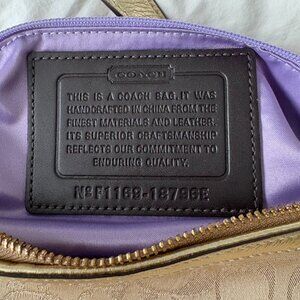 COACH
THIS IS A COACH BAG. IT WAS
HANDCRAFTED IN CHINA FROM THE
FINEST MATERIALS AND LEATHER.
ITS SUPERIOR CRAFTSMANSHIP
REFLECTS OUR COMMITMENT TO
ENDURING QUALITY.
NºF1169-18796E